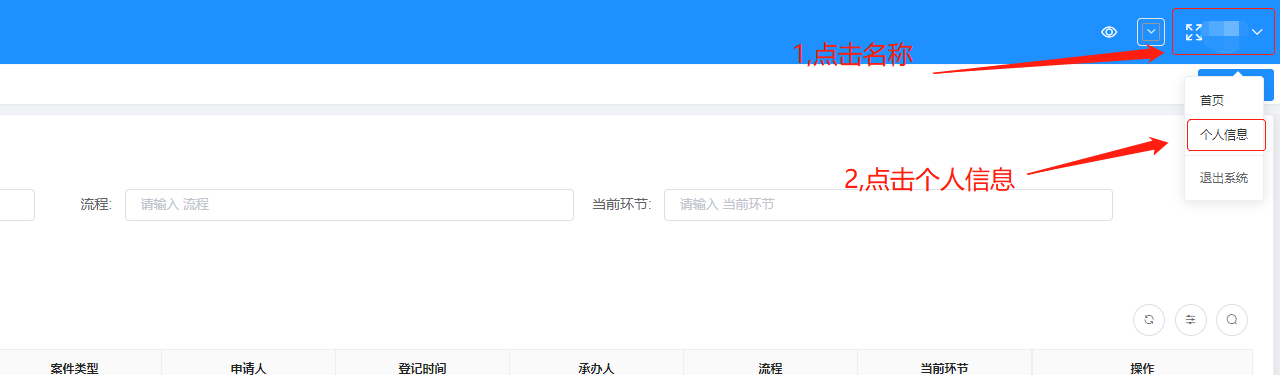 1,点击名称
首页
个人信息
2,点击个人信息
退出系统
流程: 请输入 流程 当前环节: 请输入 当前环节
案件类型 申请人 登记时间 承办人 流程 当前环节 操作